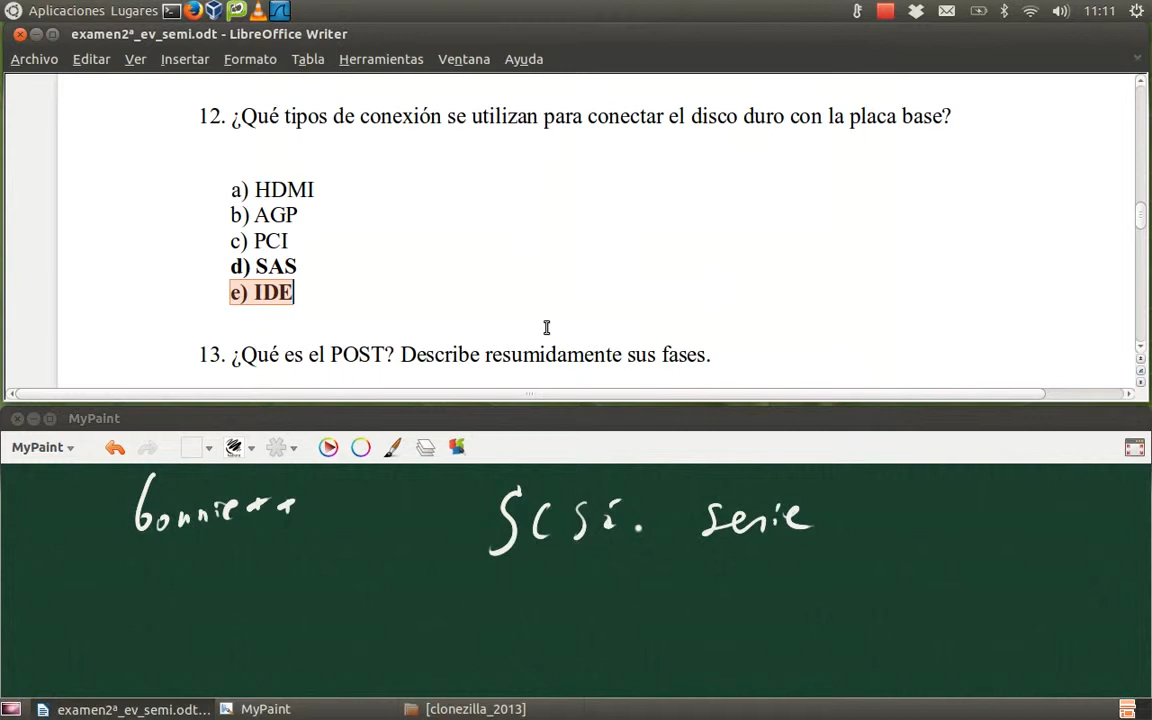 Aplicaciones Lugares 11:11
examen2ª_ev_semi.odt - LibreOffice Writer
Archivo Editar Ver Insertar Formato Tabla Herramientas Ventana Ayuda
12. ¿Qué tipos de conexión se utilizan para conectar el disco duro con la placa base?
a) HDMI
b) AGP
c) PCI
d) SAS
e) IDE
13. ¿Qué es el POST? Describe resumidamente sus fases.
MyPaint
MyPaint
bonnie++ SCSi. serie
examen2ª_ev_semi.odt... MyPaint [clonezilla_2013]